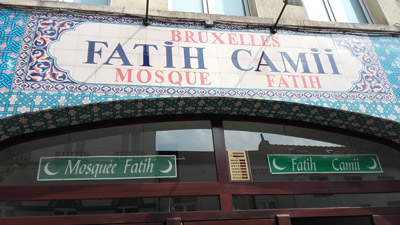 BRUXELLES
FATİH CAMİİ
MOSQUE FATIH
Mosquée Fatih
Fatih Camii